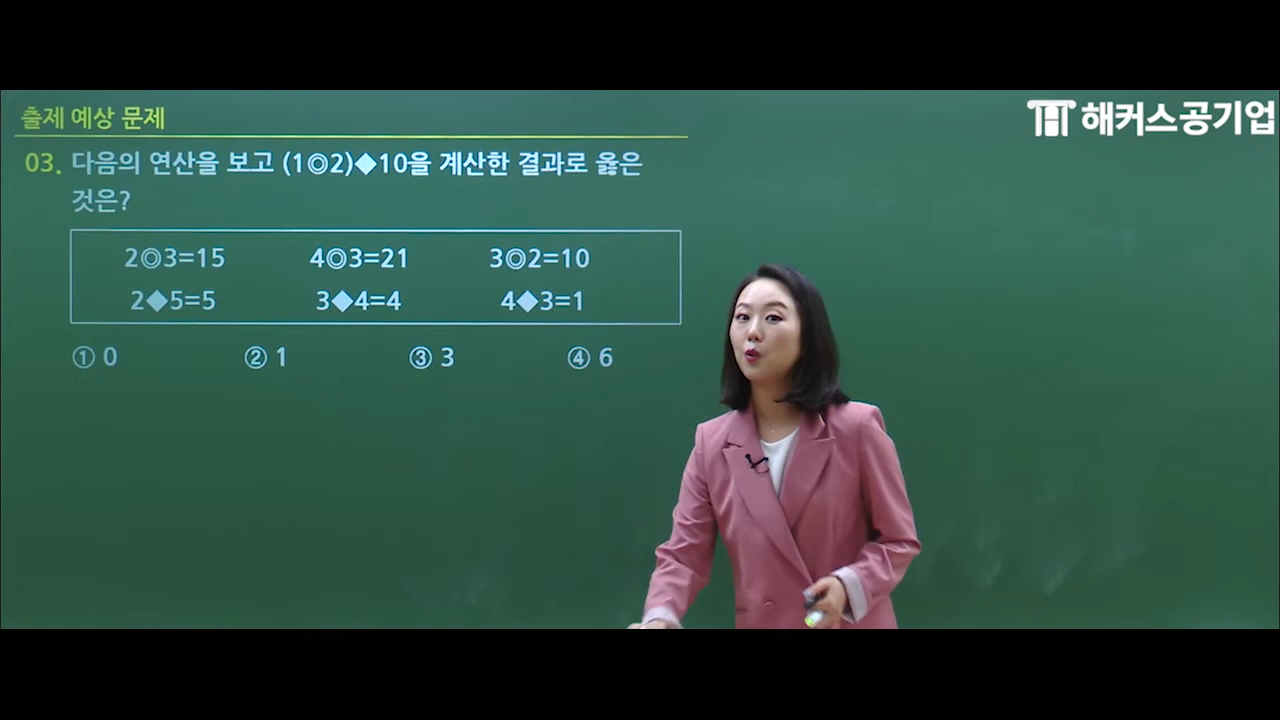 출제 예상 문제
해커스공기업
03. 다음의 연산을 보고 (1◎2)◆10을 계산한 결과로 옳은
것은?
2◎3=15 4◎3=21 3◎2=10
2◆5=5 3◆4=4 4◆3=1
① 0 ② 1 ③ 3 ④ 6